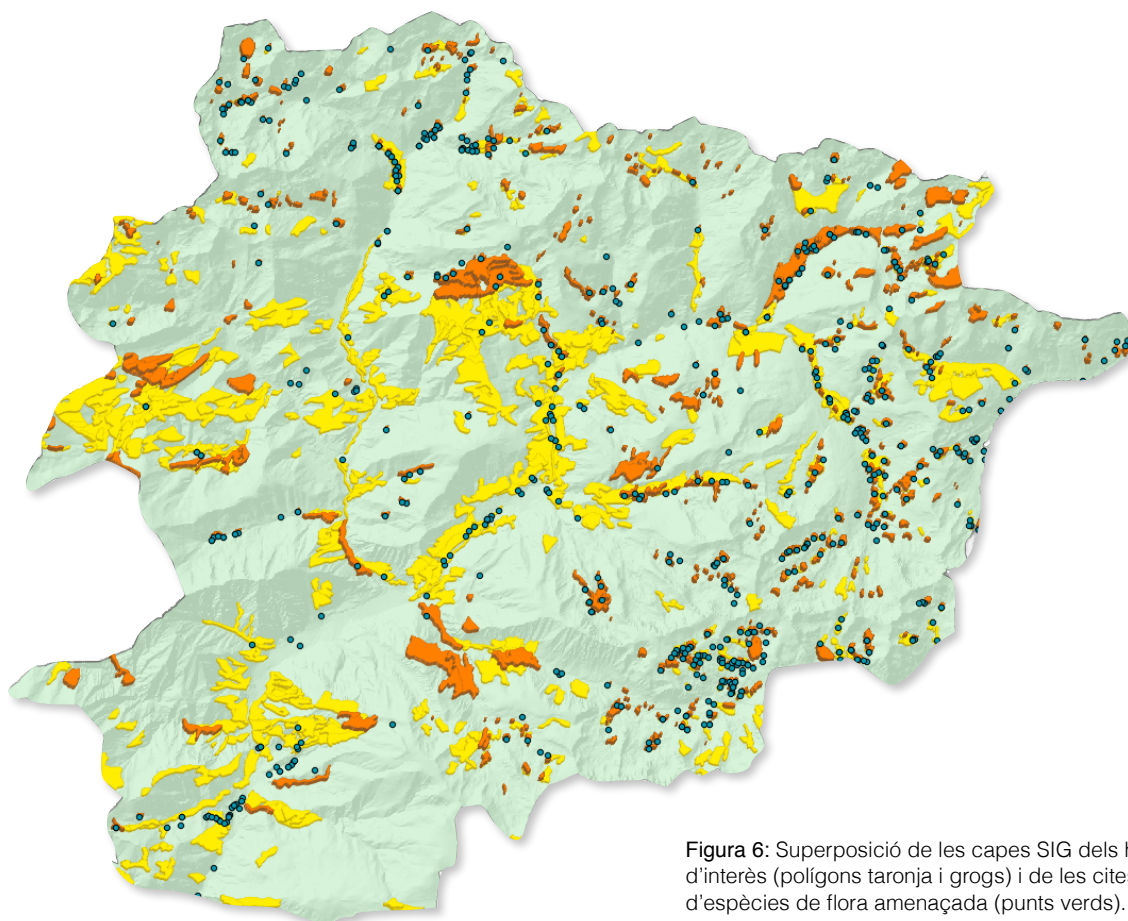 Figura 6: Superposició de les capes SIG dels
d'interès (polígons taronja i grogs) i de les cites
d'espècies de flora amenaçada (punts verds).